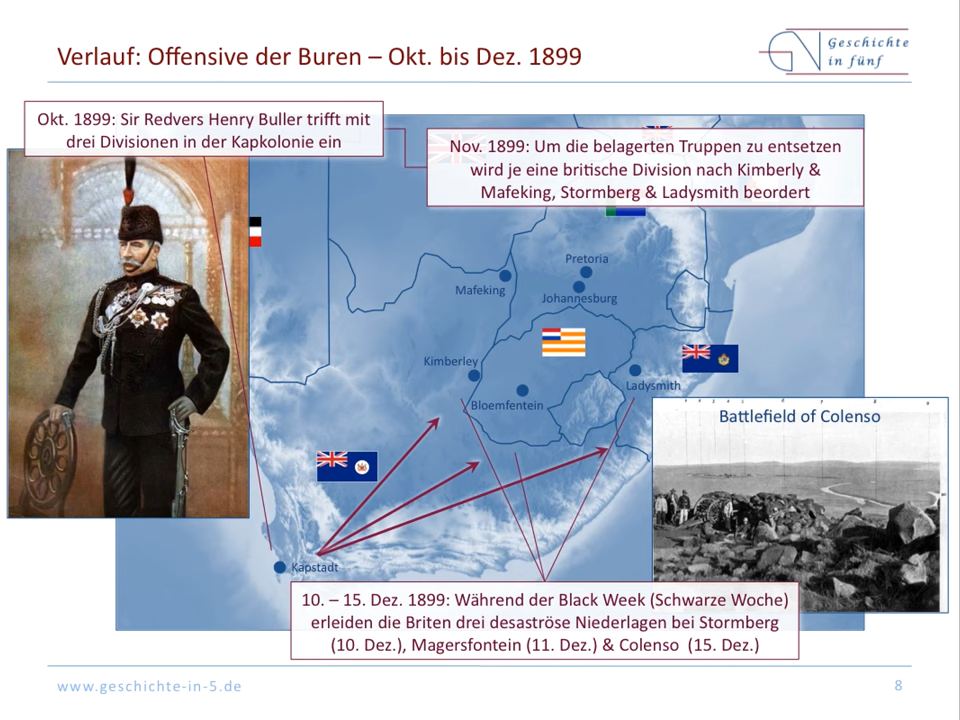 Verlauf: Offensive der Buren – Okt. bis Dez. 1899
Geschichte
in fünf
Okt. 1899: Sir Redvers Henry Buller trifft mit
drei Divisionen in der Kapkolonie ein
Nov. 1899: Um die belagerten Truppen zu entsetzen
wird je eine britische Division nach Kimberly &
Mafeking, Stormberg & Ladysmith beordert
Pretoria
Mafeking
Johannesburg
Kimberley
Ladysmith
Bloemfentein
Battlefield of Colenso
Kapstadt
10. – 15. Dez. 1899: Während der Black Week (Schwarze Woche)
erleiden die Briten drei desaströse Niederlagen bei Stormberg
(10. Dez.), Magersfontein (11. Dez.) & Colenso (15. Dez.)
www.geschichte-in-5.de
8